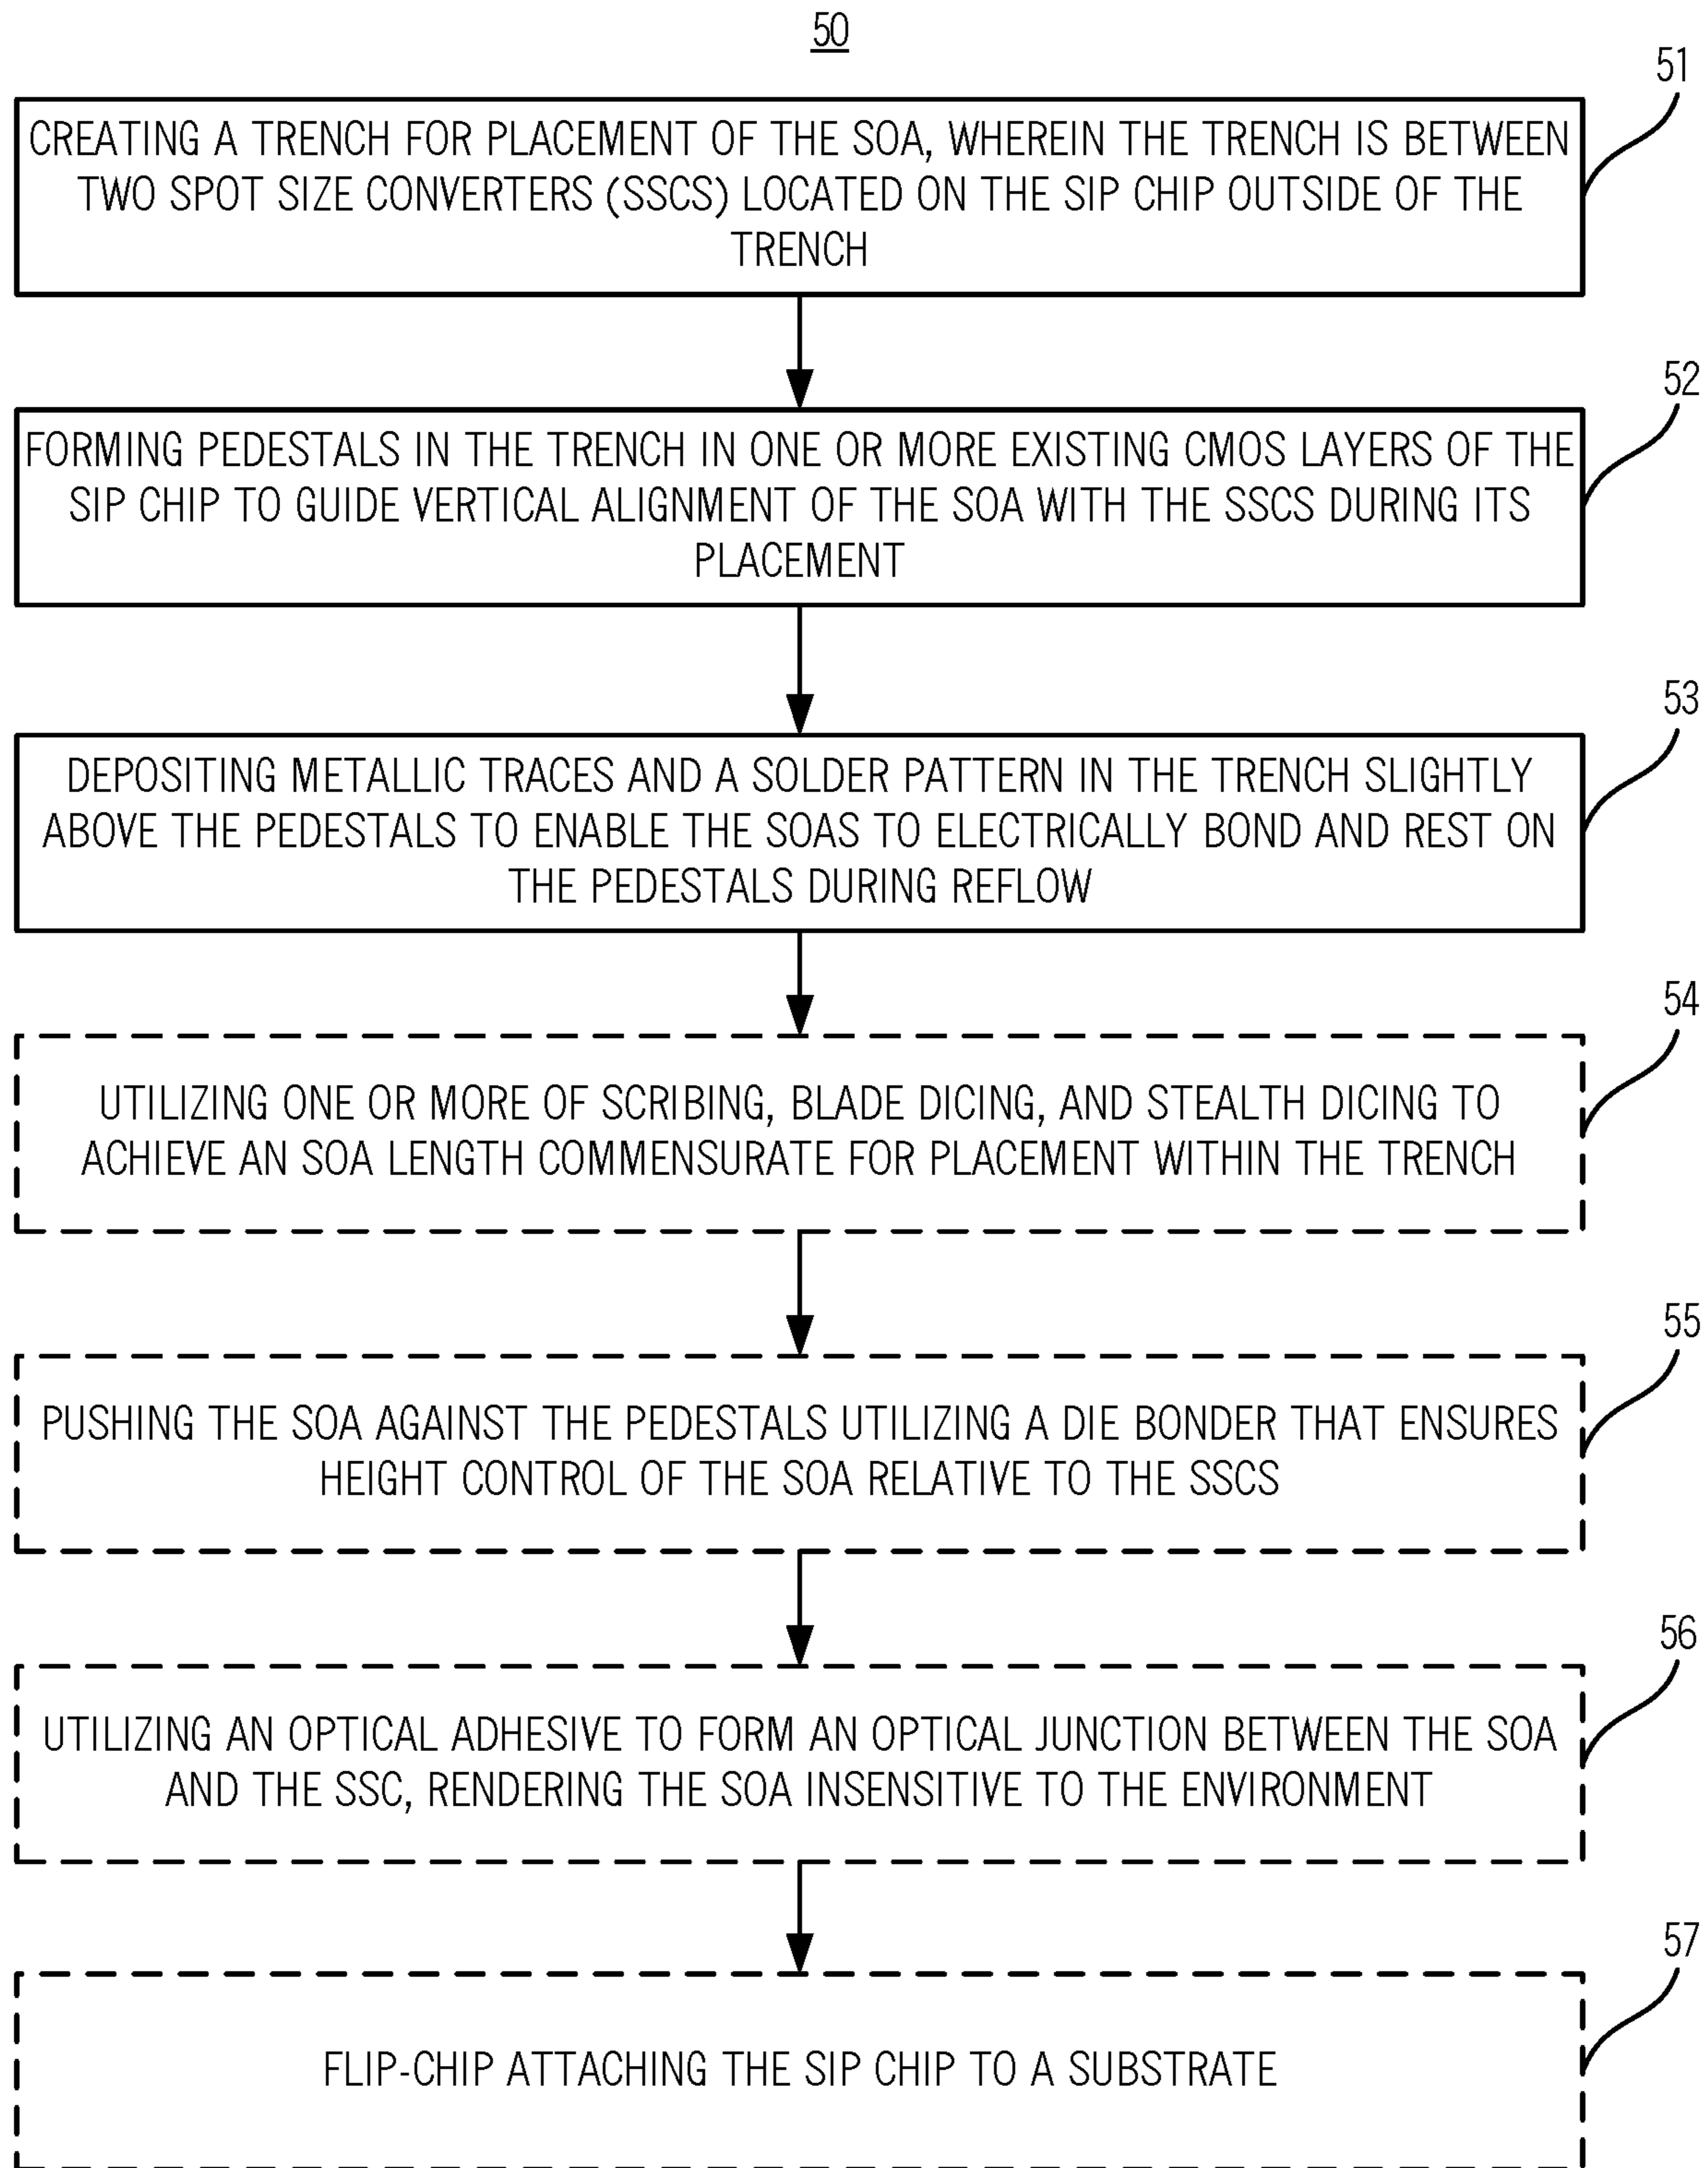 50
51
CREATING A TRENCH FOR PLACEMENT OF THE SOA, WHEREIN THE TRENCH IS BETWEEN
TWO SPOT SIZE CONVERTERS (SSCS) LOCATED ON THE SIP CHIP OUTSIDE OF THE
TRENCH
52
FORMING PEDESTALS IN THE TRENCH IN ONE OR MORE EXISTING CMOS LAYERS OF THE
SIP CHIP TO GUIDE VERTICAL ALIGNMENT OF THE SOA WITH THE SSCS DURING ITS
PLACEMENT
53
DEPOSITING METALLIC TRACES AND A SOLDER PATTERN IN THE TRENCH SLIGHTLY
ABOVE THE PEDESTALS TO ENABLE THE SOAS TO ELECTRICALLY BOND AND REST ON
THE PEDESTALS DURING REFLOW
54
UTILIZING ONE OR MORE OF SCRIBING, BLADE DICING, AND STEALTH DICING TO
ACHIEVE AN SOA LENGTH COMMENSURATE FOR PLACEMENT WITHIN THE TRENCH
55
PUSHING THE SOA AGAINST THE PEDESTALS UTILIZING A DIE BONDER THAT ENSURES
HEIGHT CONTROL OF THE SOA RELATIVE TO THE SSCS
56
UTILIZING AN OPTICAL ADHESIVE TO FORM AN OPTICAL JUNCTION BETWEEN THE SOA
AND THE SSC, RENDERING THE SOA INSENSITIVE TO THE ENVIRONMENT
57
FLIP-CHIP ATTACHING THE SIP CHIP TO A SUBSTRATE